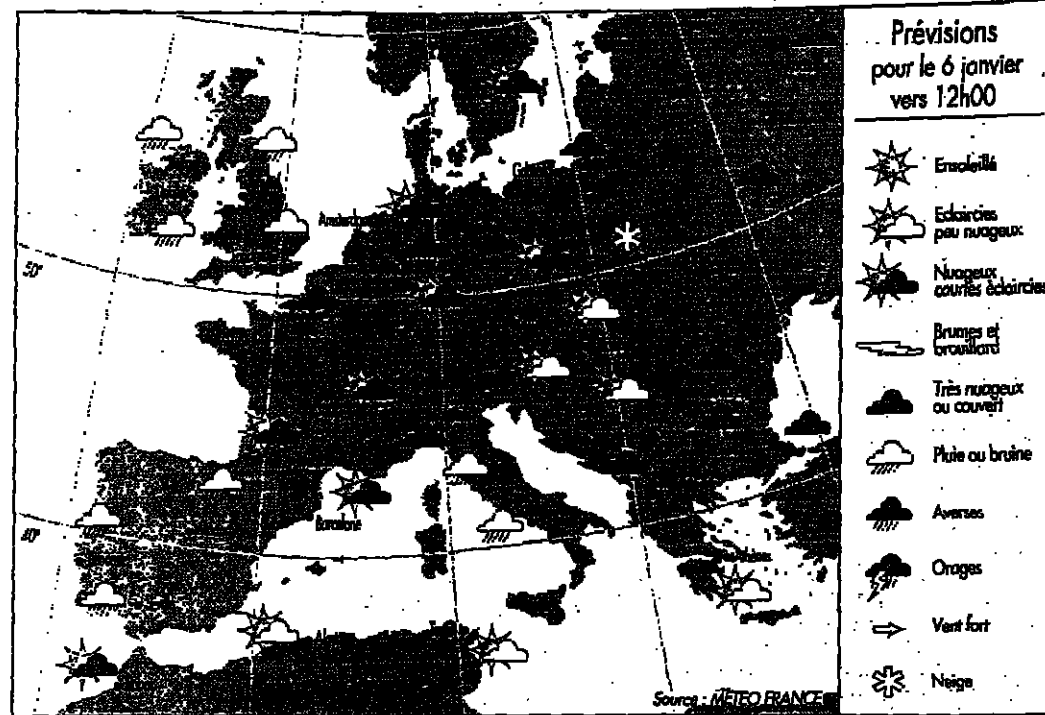 Prévisions
pour le 6 janvier
vers 12h00
Ensoleillé
Eclaircies
peu nuageux
Nuageux
courtes éclaircies
Brumes et
brouillard
Très nuageux
ou couvert
Pluie ou bruine
Averses
Orages
Vent fort
Neige
Amsterdam
50°
Barcelone
40°
Source : METEO FRANCE